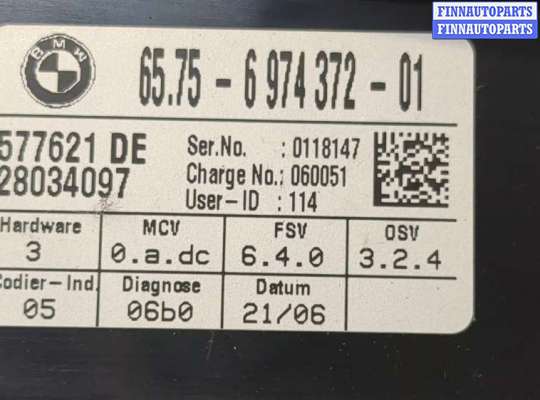 FINNAUTOPARTS
FINNAUTOPARTS
BMW
65.75 - 6 974 372 - 01
577621 DE
28034097
Ser.No. : 0118147
Charge No.: 060051
User-ID : 114
Hardware MCV FSV OSV
3 0.a.dc 6.4.0 3.2.4
Codier-Ind. Diagnose Datum
05 06b0 21/06